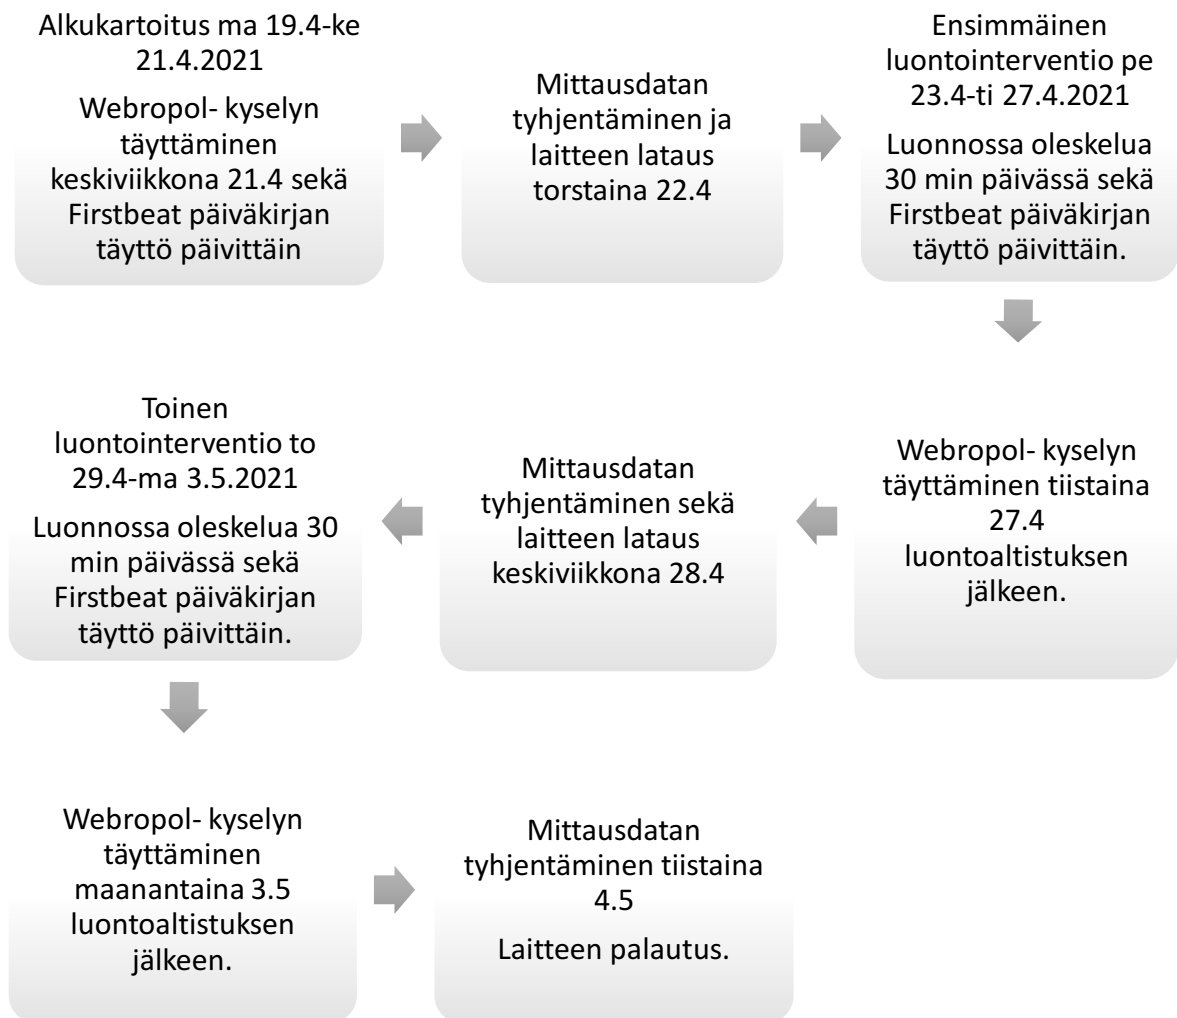 Alkukartoitus ma 19.4-ke
21.4.2021
Webropol- kyselyn
täyttäminen
keskiviikkona 21.4 sekä
Firstbeat päiväkirjan
täyttö päivittäin
Mittausdatan
tyhjentäminen ja
laitteen lataus
torstaina 22.4
Ensimmäinen
luontointerventio pe
23.4-ti 27.4.2021
Luonnossa oleskelua
30 min päivässä sekä
Firstbeat päiväkirjan
täyttö päivittäin.
Webropol- kyselyn
täyttäminen tiistaina
27.4
luontoaltistuksen
jälkeen.
Mittausdatan
tyhjentäminen sekä
laitteen lataus
keskiviikkona 28.4
Toinen
luontointerventio to
29.4-ma 3.5.2021
Luonnossa oleskelua 30
min päivässä sekä
Firstbeat päiväkirjan
täyttö päivittäin.
Webropol- kyselyn
täyttäminen
maanantaina 3.5
luontoaltistuksen
jälkeen.
Mittausdatan
tyhjentäminen tiistaina
4.5
Laitteen palautus.